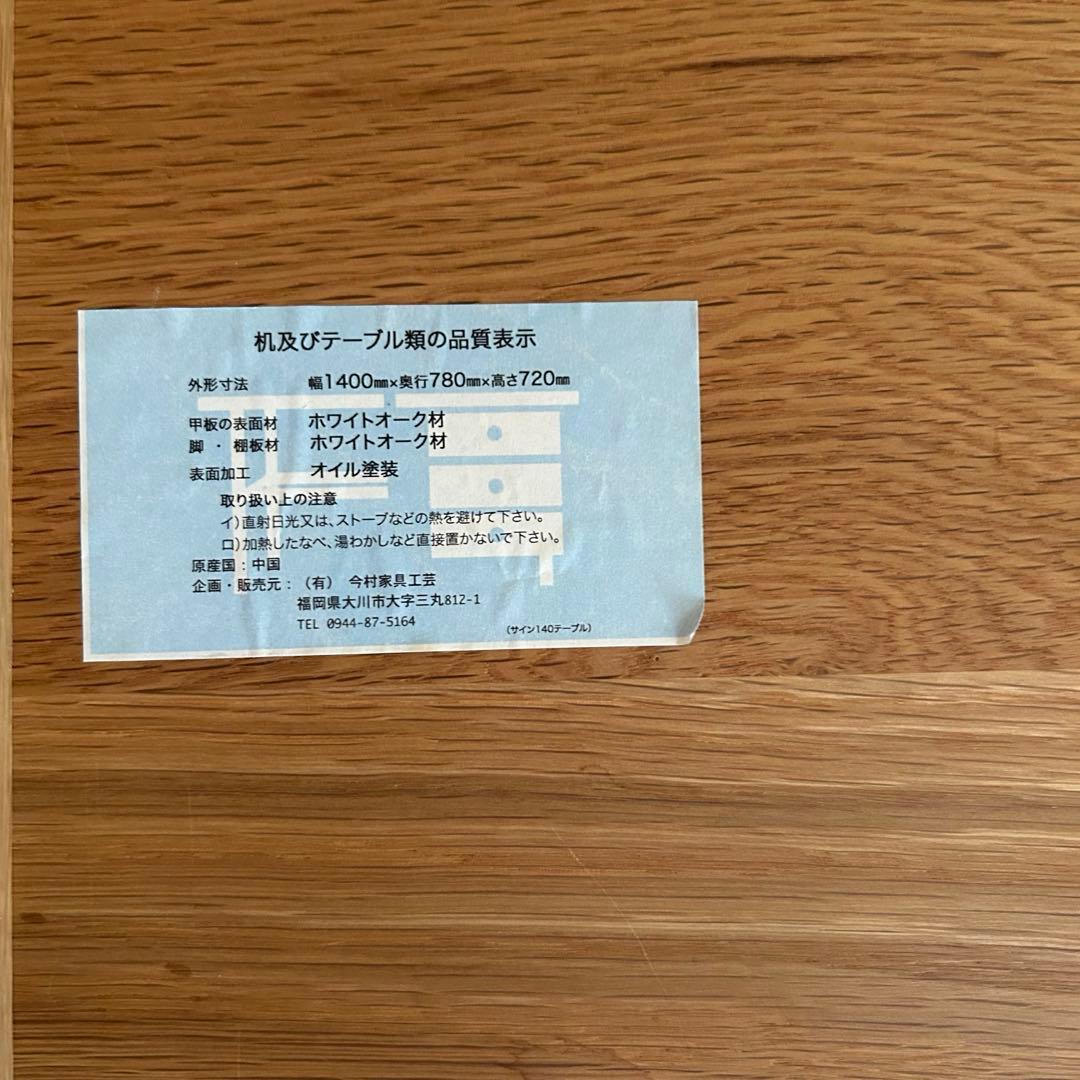 机及びテーブル類の品質表示
外形寸法 幅1400㎜×奥行780㎜×高さ720㎜
甲板の表面材 ホワイトオーク材
脚・棚板材 ホワイトオーク材
表面加工 オイル塗装
取り扱い上の注意
イ)直射日光又は、ストーブなどの熱を避けて下さい。
ロ)加熱したなべ、湯わかしなど直接置かないで下さい。
原産国:中国
企画・販売元:(有) 今村家具工芸
福岡県大川市大字三丸812-1
TEL 0944-87-5164
(サイン140テーブル)